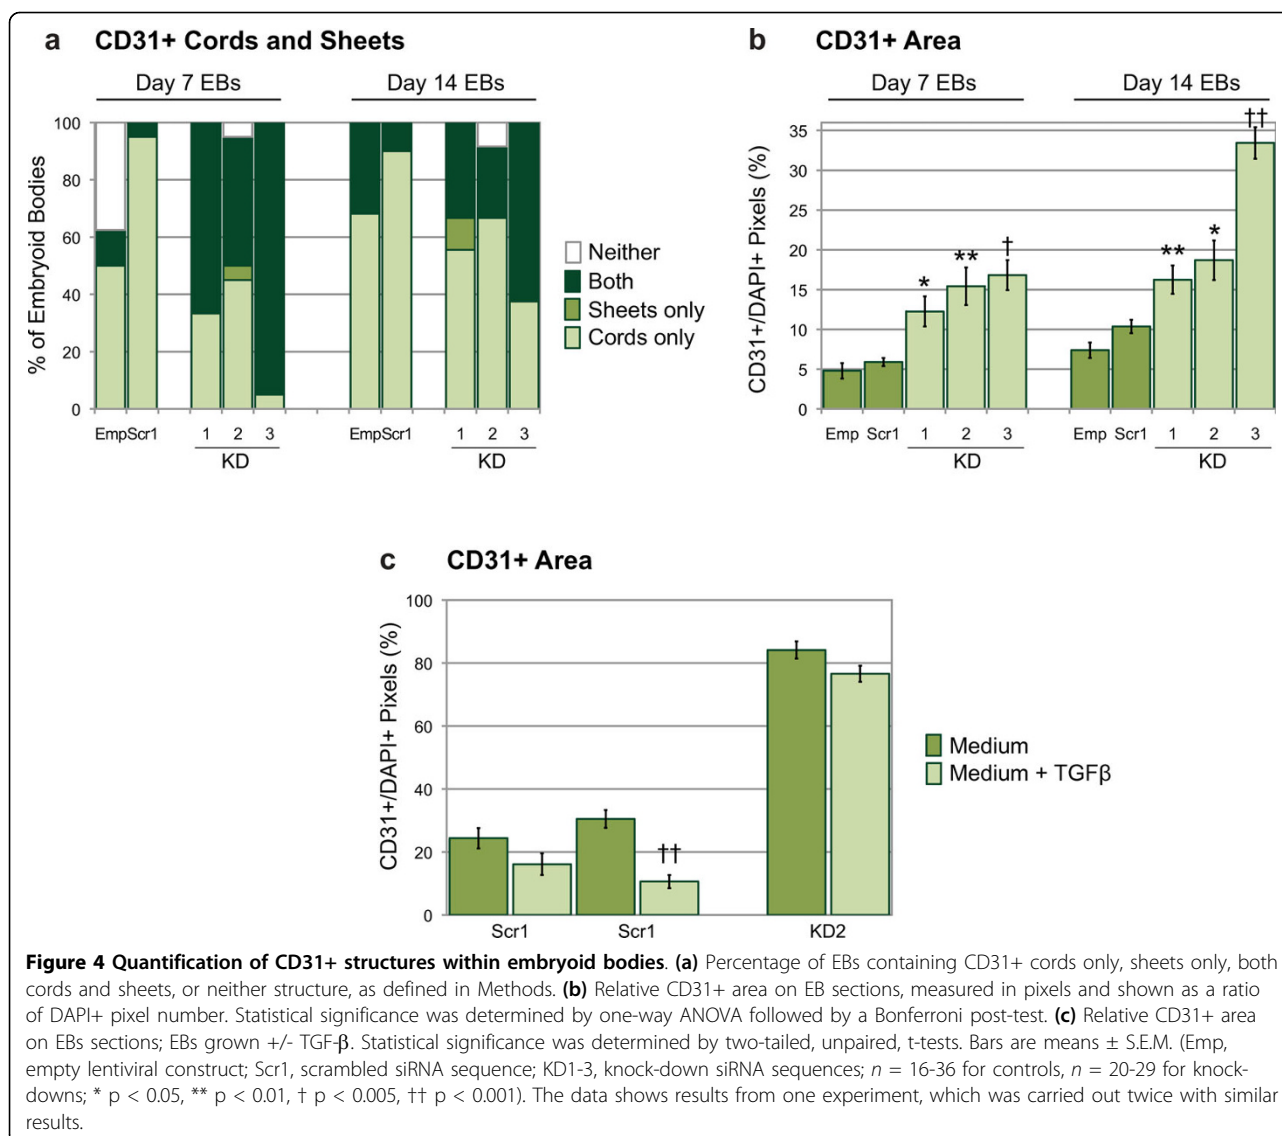 a CD31+ Cords and Sheets
Day 7 EBs Day 14 EBs
% of Embryoid Bodies
100
80
60
40
20
0
EmpScr1 1 2 3 EmpScr1 1 2 3
KD KD
Neither
Both
Sheets only
Cords only
b CD31+ Area
Day 7 EBs Day 14 EBs
CD31+/DAPI+ Pixels (%)
35
30
25
20
15
10
5
0
* ** † ** * ††
Emp Scr1 1 2 3 Emp Scr1 1 2 3
KD KD
c CD31+ Area
CD31+/DAPI+ Pixels (%)
100
80
60
40
20
0
††
Scr1 Scr1 KD2
Medium
Medium + TGFβ
Figure 4 Quantification of CD31+ structures within embryoid bodies. (a) Percentage of EBs containing CD31+ cords only, sheets only, both
cords and sheets, or neither structure, as defined in Methods. (b) Relative CD31+ area on EB sections, measured in pixels and shown as a ratio
of DAPI+ pixel number. Statistical significance was determined by one-way ANOVA followed by a Bonferroni post-test. (c) Relative CD31+ area
on EBs sections; EBs grown +/- TGF-β. Statistical significance was determined by two-tailed, unpaired, t-tests. Bars are means ± S.E.M. (Emp,
empty lentiviral construct; Scr1, scrambled siRNA sequence; KD1-3, knock-down siRNA sequences; n = 16-36 for controls, n = 20-29 for knock-
downs; * p < 0.05, ** p < 0.01, † p < 0.005, †† p < 0.001). The data shows results from one experiment, which was carried out twice with similar
results.